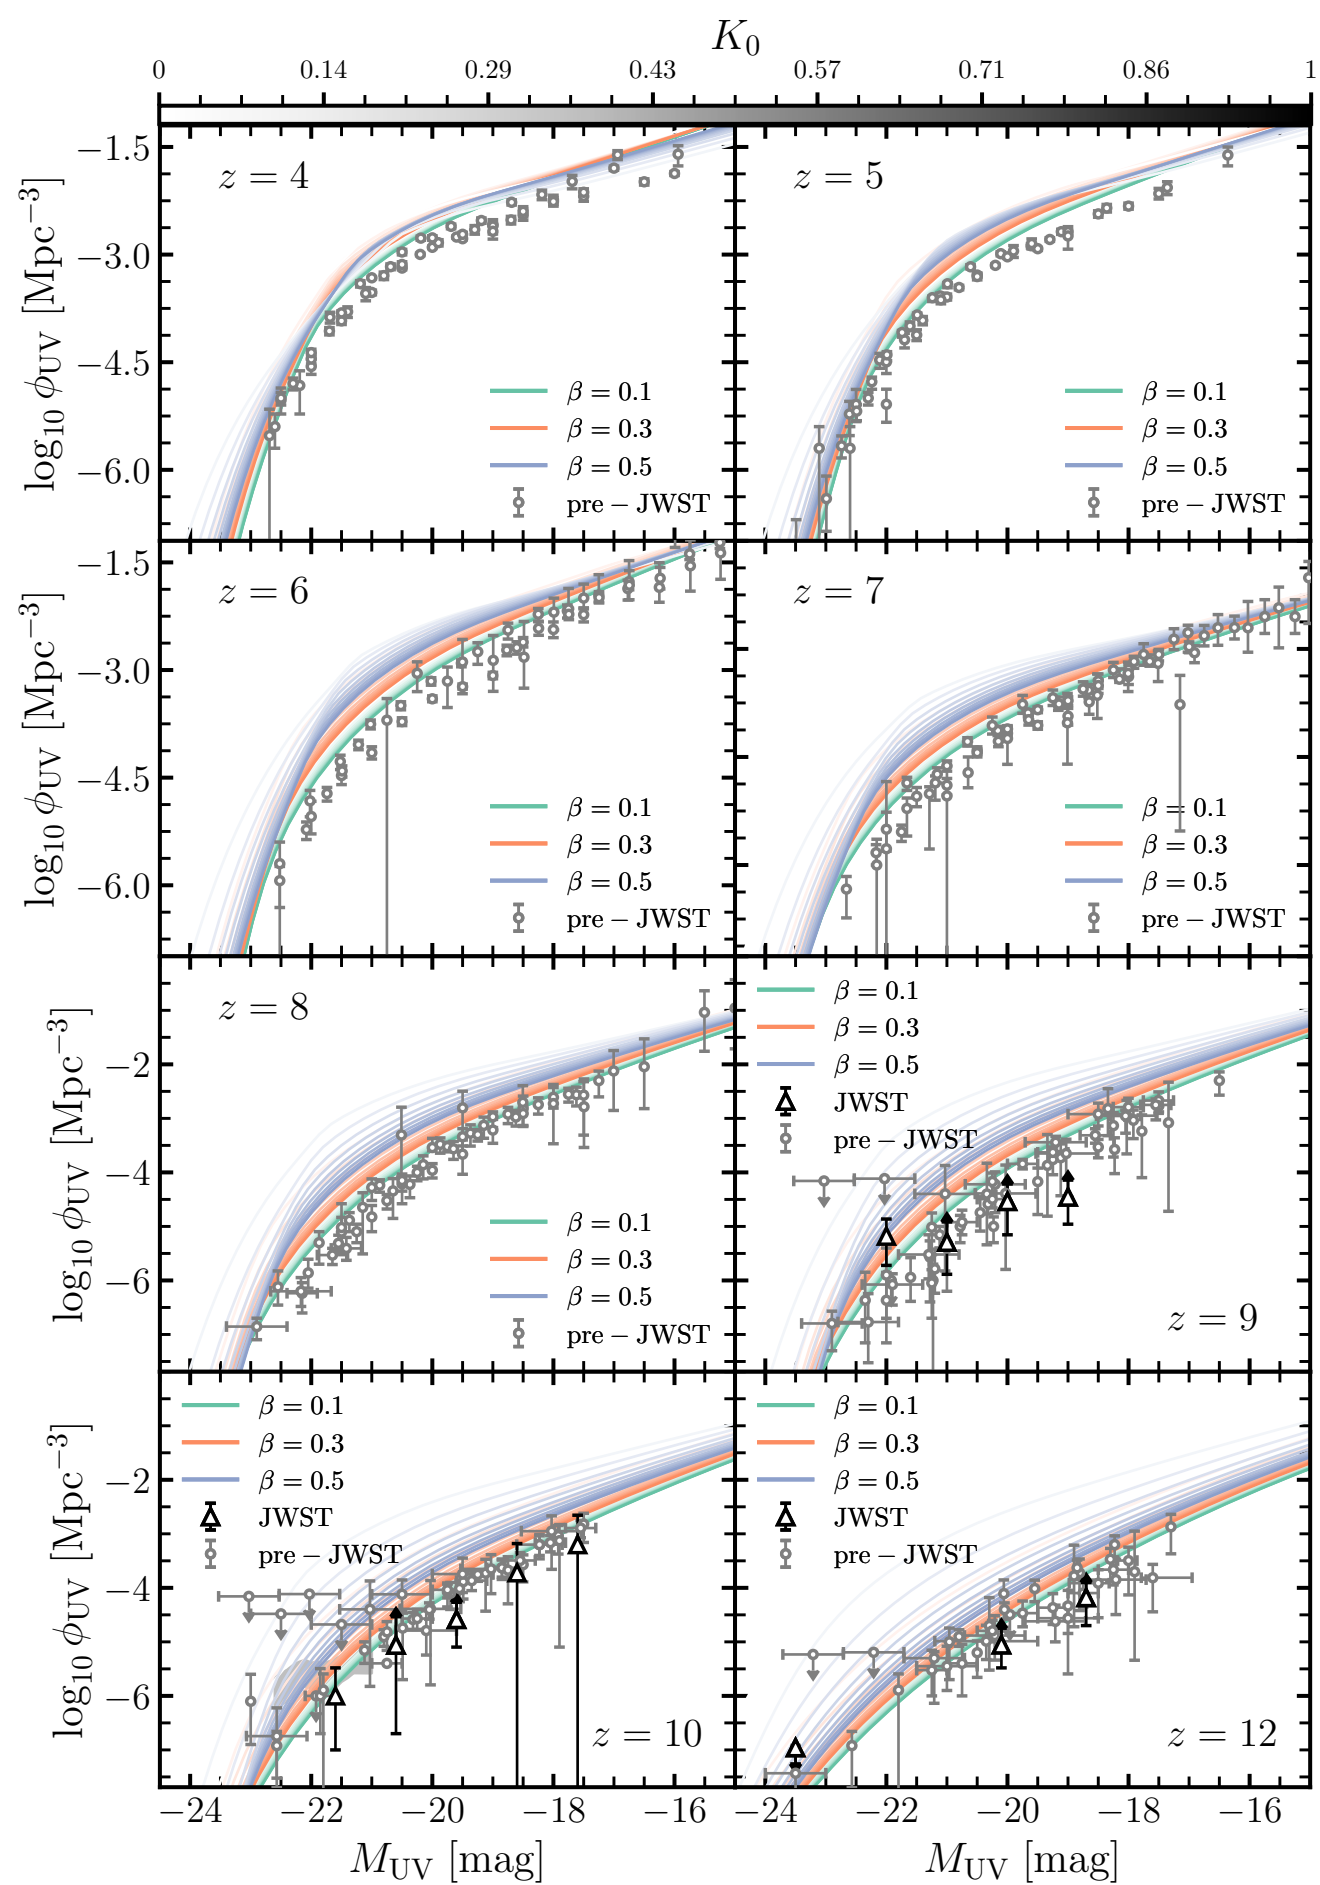 K₀
0 0.14 0.29 0.43 0.57 0.71 0.86 1
log₁₀ ϕ_UV [Mpc⁻³]
−1.5
−3.0
−4.5
−6.0
z = 4
β = 0.1
β = 0.3
β = 0.5
pre − JWST
z = 5
β = 0.1
β = 0.3
β = 0.5
pre − JWST
log₁₀ ϕ_UV [Mpc⁻³]
−1.5
−3.0
−4.5
−6.0
z = 6
β = 0.1
β = 0.3
β = 0.5
pre − JWST
z = 7
β = 0.1
β = 0.3
β = 0.5
pre − JWST
log₁₀ ϕ_UV [Mpc⁻³]
−2
−4
−6
z = 8
β = 0.1
β = 0.3
β = 0.5
pre − JWST
β = 0.1
β = 0.3
β = 0.5
JWST
pre − JWST
z = 9
log₁₀ ϕ_UV [Mpc⁻³]
−2
−4
−6
β = 0.1
β = 0.3
β = 0.5
JWST
pre − JWST
z = 10
β = 0.1
β = 0.3
β = 0.5
JWST
pre − JWST
z = 12
−24 −22 −20 −18 −16 −24 −22 −20 −18 −16
M_UV [mag] M_UV [mag]